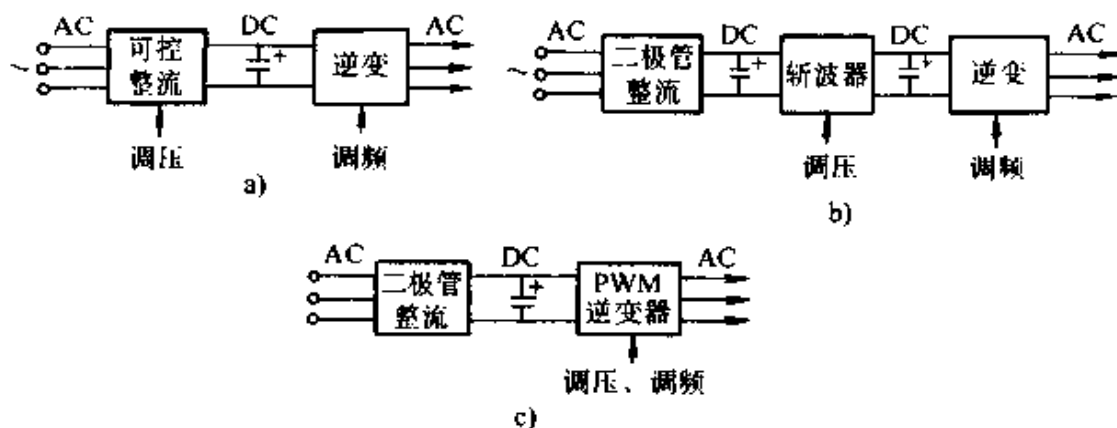 AC DC AC
~ 可控 逆变
整流
调压 调频
a)
AC DC DC AC
~ 二极管 斩波器 逆变
整流
调压 调频
b)
AC DC AC
二极管 PWM
整流 逆变器
调压、调频
c)